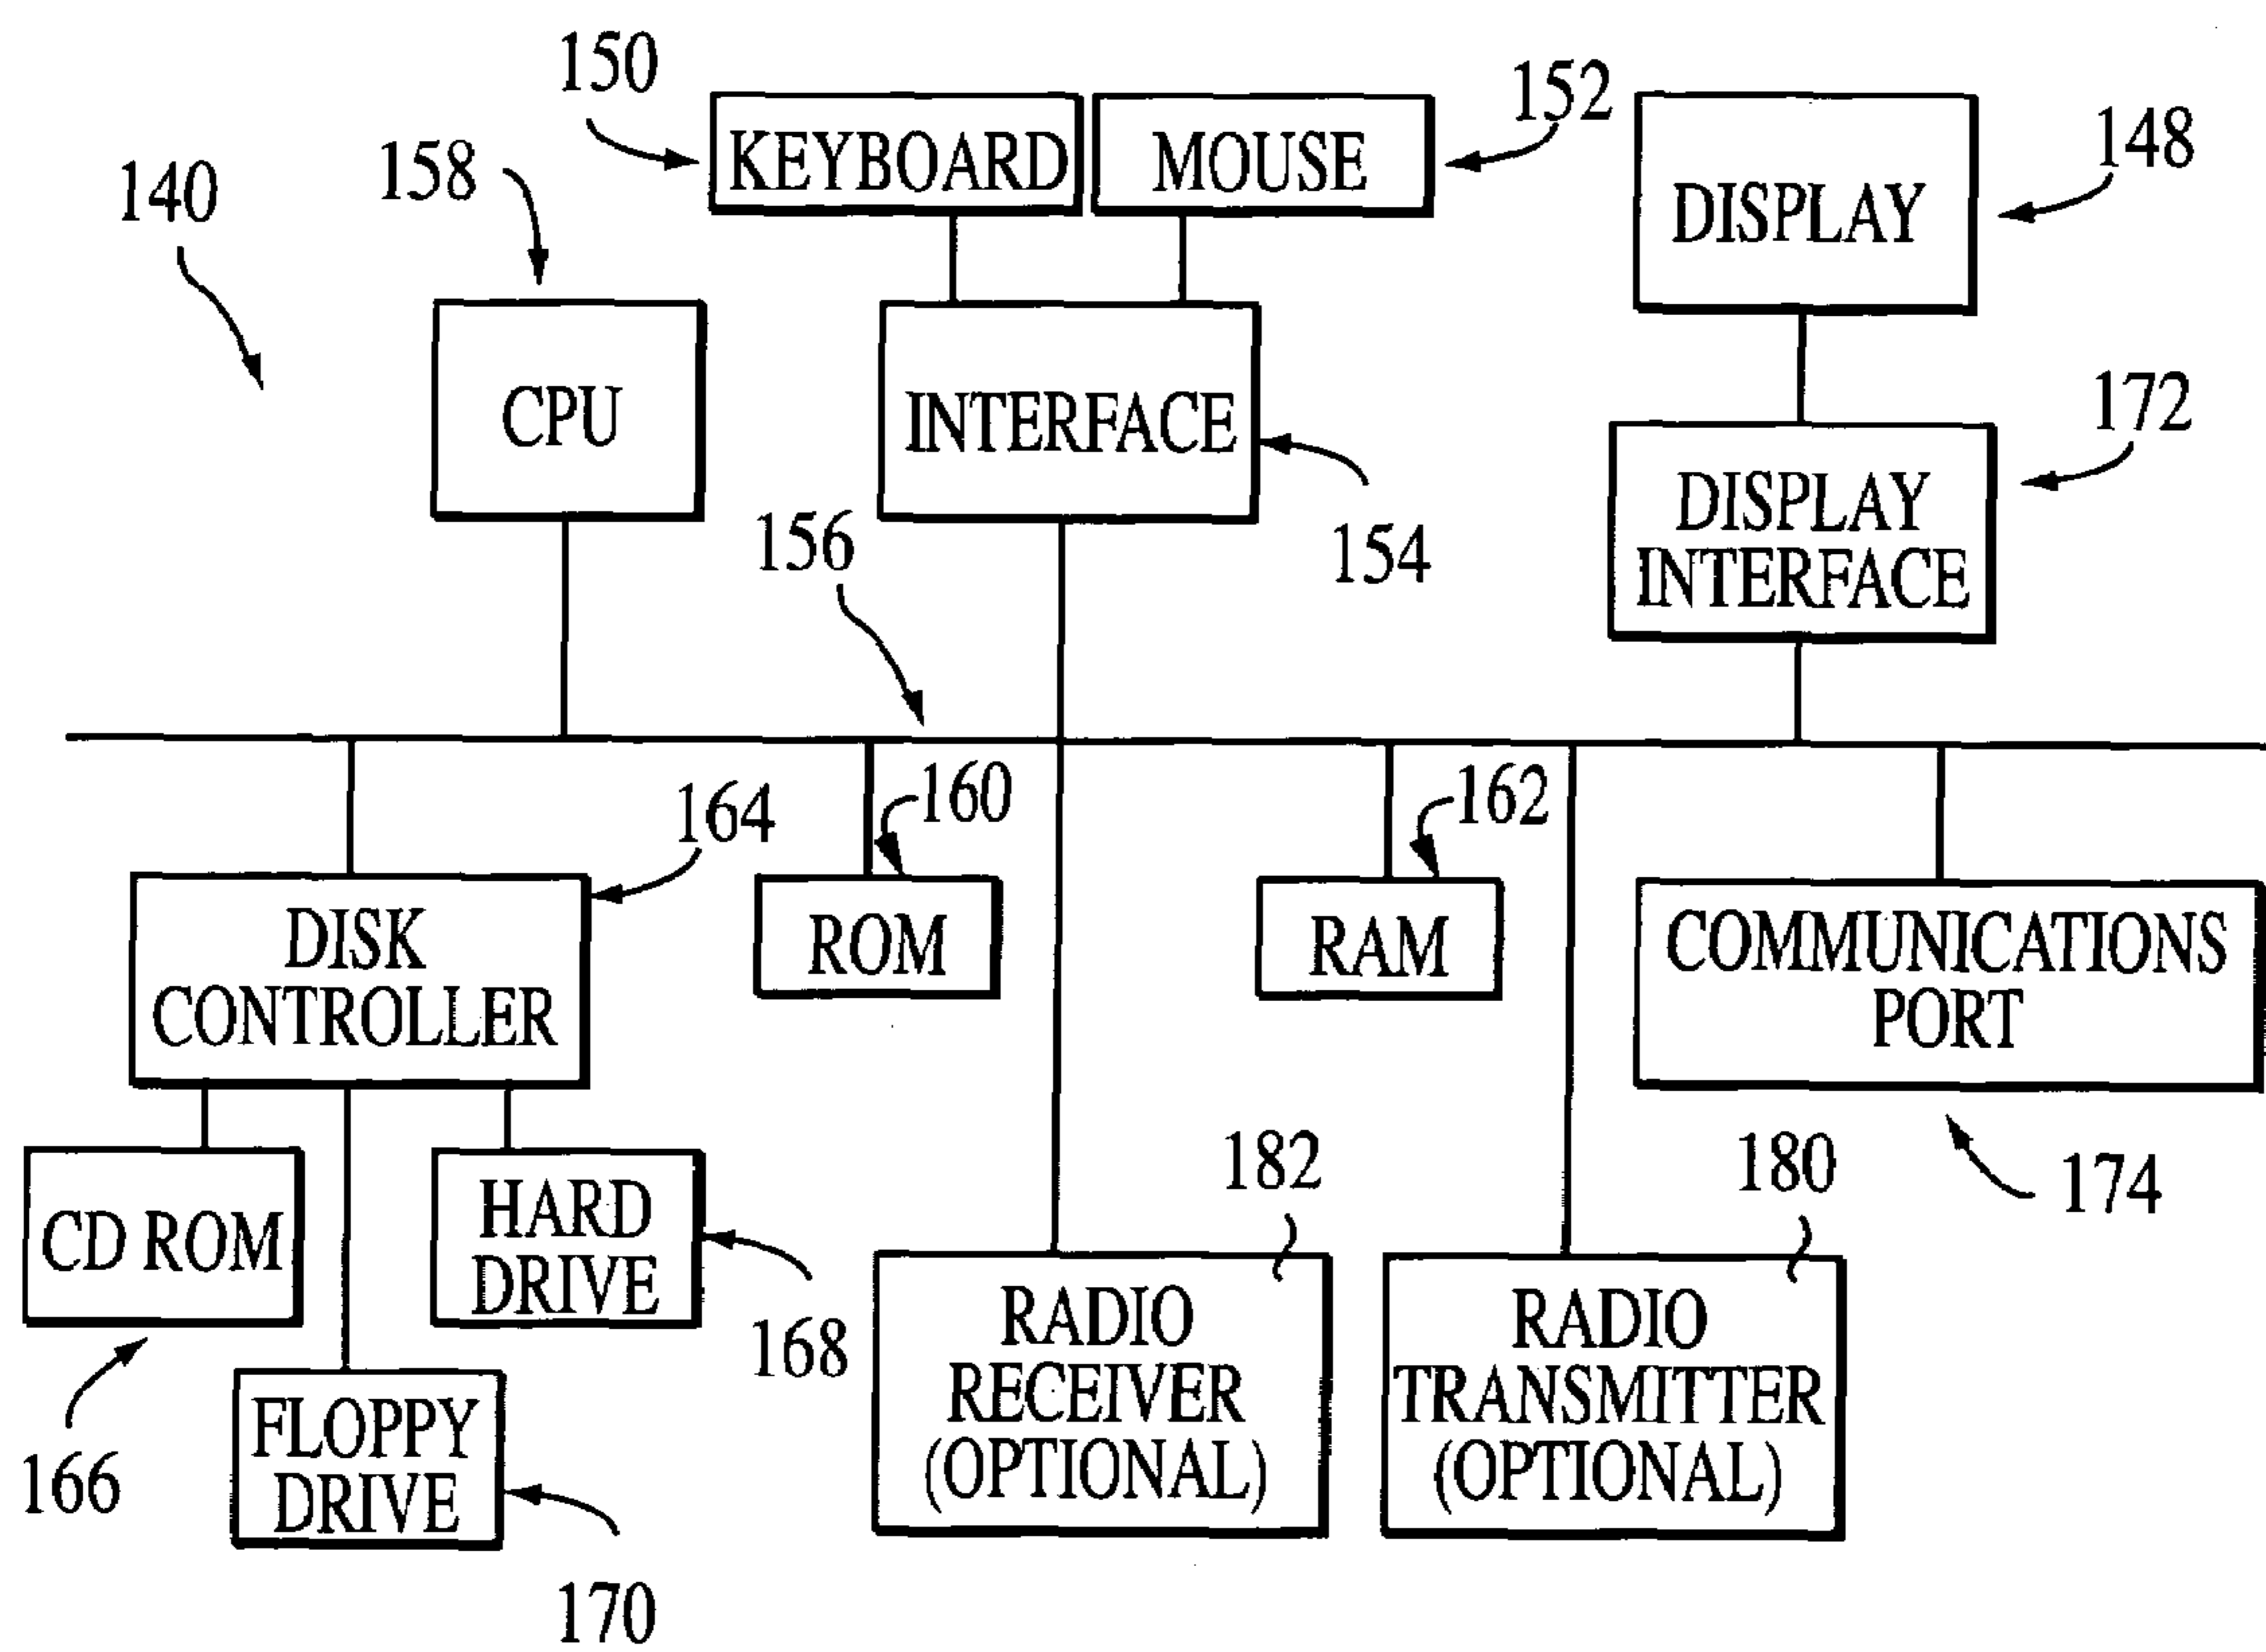 150
KEYBOARD
MOUSE
152
158
140
148
DISPLAY
CPU
INTERFACE
172
DISPLAY
INTERFACE
156
154
160
162
164
DISK
CONTROLLER
ROM
RAM
COMMUNICATIONS
PORT
182
180
174
CD ROM
HARD
DRIVE
168
RADIO
RECEIVER
(OPTIONAL)
RADIO
TRANSMITTER
(OPTIONAL)
166
FLOPPY
DRIVE
170